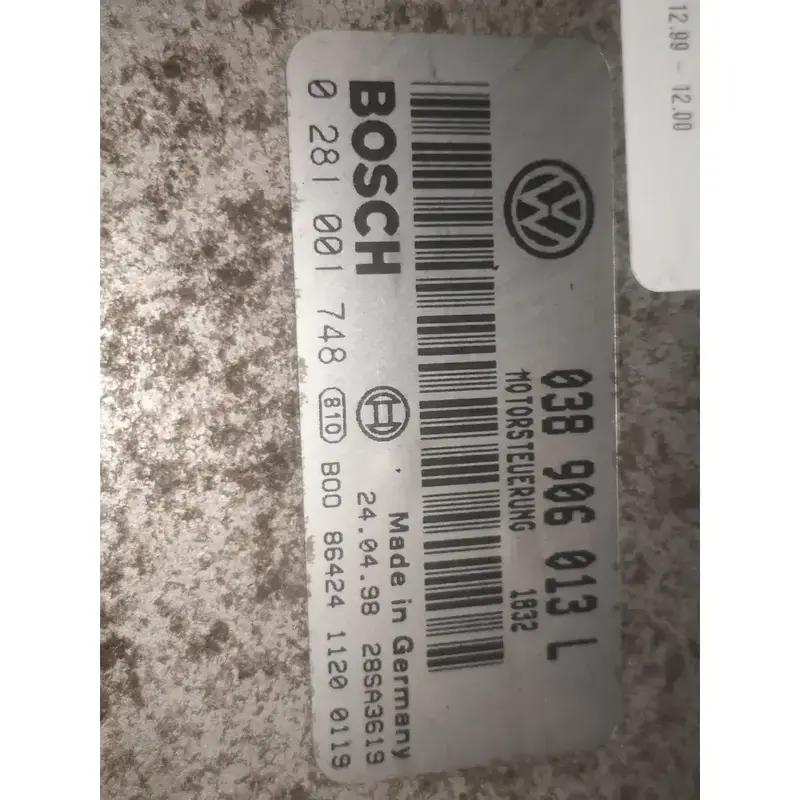 12.99 - 12.00
038 906 013 L
MOTORSTEUERUNG 1832
BOSCH
Made in Germany
24.04.98 28SA3619
0 281 001 748 810 B00 86424 1120 0119